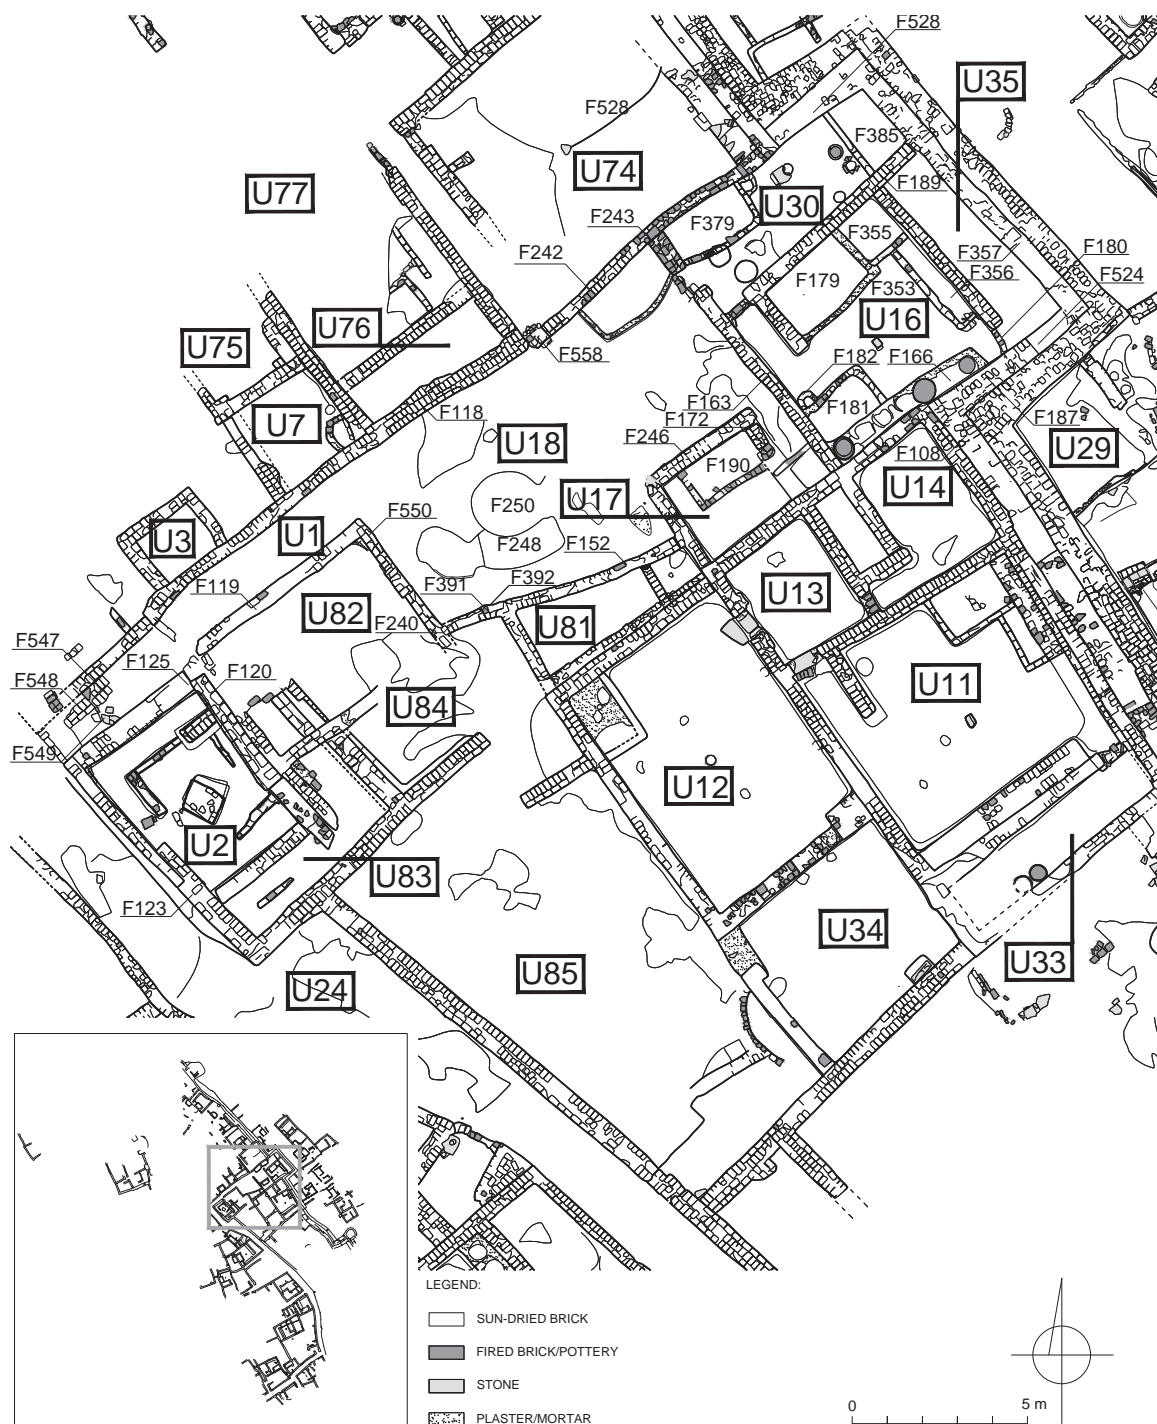 F528
U35
F528
F385
U74
U77
F189
U30
F243
F379
F355
F242
F357
F180
F356
F524
F179
F353
U16
U76
U75
F558
F182
F166
F163
F181
F118
F172
U7
F187
U18
F246
U29
F108
F190
U14
U17
F250
F550
U1
U3
F248
F152
F119
F391
F392
U13
U82
U81
F240
F547
F125
F120
F548
U84
U11
F549
U12
U2
U83
F123
U34
U33
U85
U24
LEGEND:
SUN-DRIED BRICK
FIRED BRICK/POTTERY
STONE
PLASTER/MORTAR
0 5 m